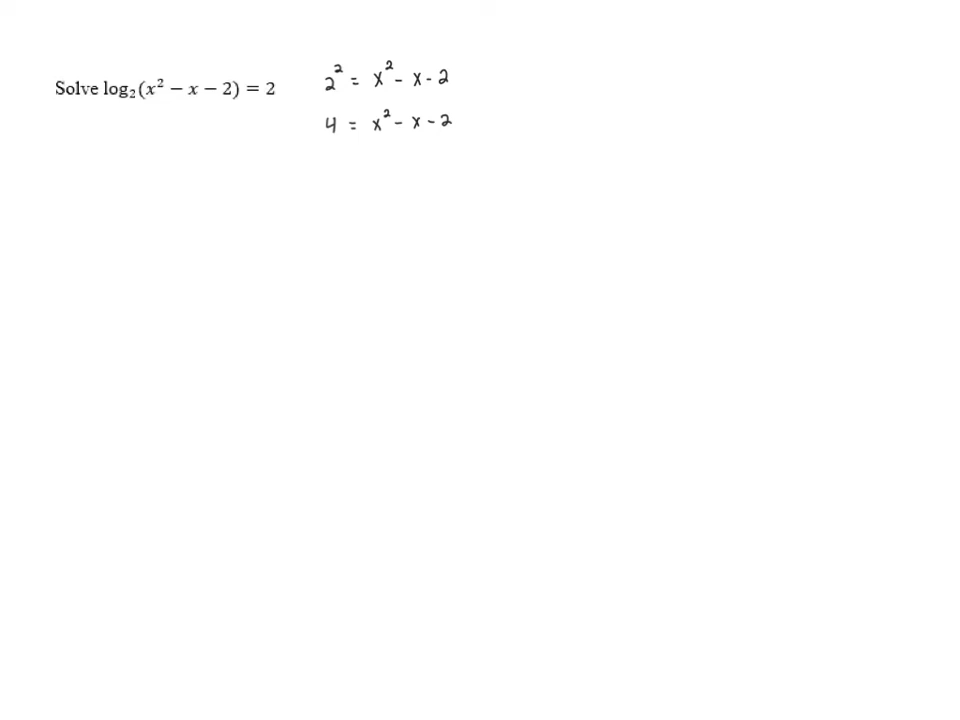 Solve log₂(x² − x − 2) = 2
2² = x² - x - 2
4 = x² - x - 2